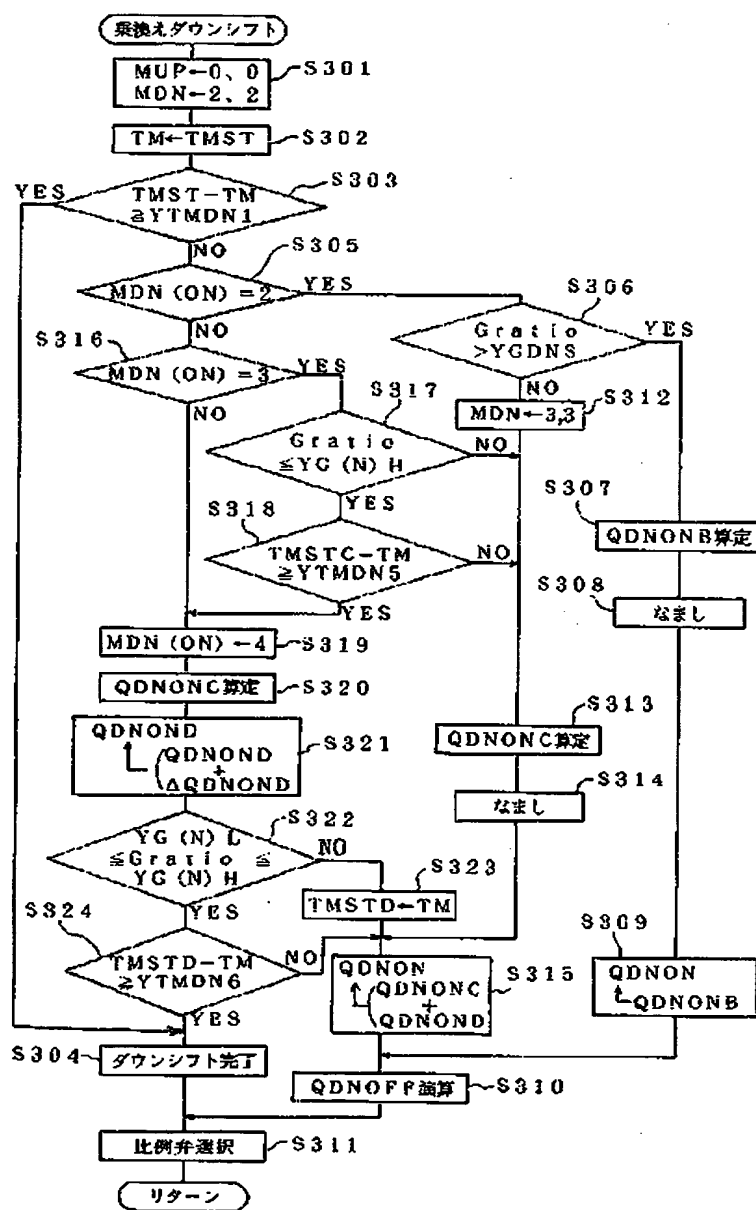 乗換えダウンシフト
MUP←0、0
MDN←2、2
S301
TM←TMST
S302
S303
YES
TMST-TM
≧YTMDN1
NO
S305
MDN (ON) =2
YES
S306
Gratio
>YGDNS
YES
NO
S316
NO
MDN (ON) =3
YES
NO
MDN←3,3
S312
S317
Gratio
≦YG (N) H
NO
YES
S307
QDNONB算定
S318
TMSTC-TM
≧YTMDN5
NO
YES
S308
なまし
MDN (ON) ←4
S319
QDNONC算定
S320
S313
QDNONC算定
QDNOND
QDNOND
+
ΔQDNOND
S321
S314
なまし
S322
YG (N) L
≦Gratio≦
YG (N) H
NO
YES
S323
TMSTD←TM
S324
TMSTD-TM
≧YTMDN6
NO
YES
QDNON
QDNONC
+
QDNOND
S315
S309
QDNON
QDNONB
S304
ダウンシフト完了
QDNOFF演算
S310
比例弁選択
S311
リターン